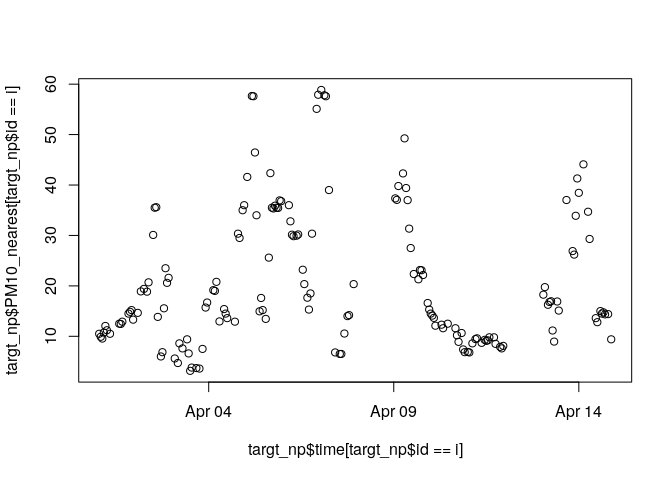 targt_np$PM10_nearest[targt_np$id == i]
60
50
40
30
20
10
Apr 04
Apr 09
Apr 14
targt_np$time[targt_np$id == i]